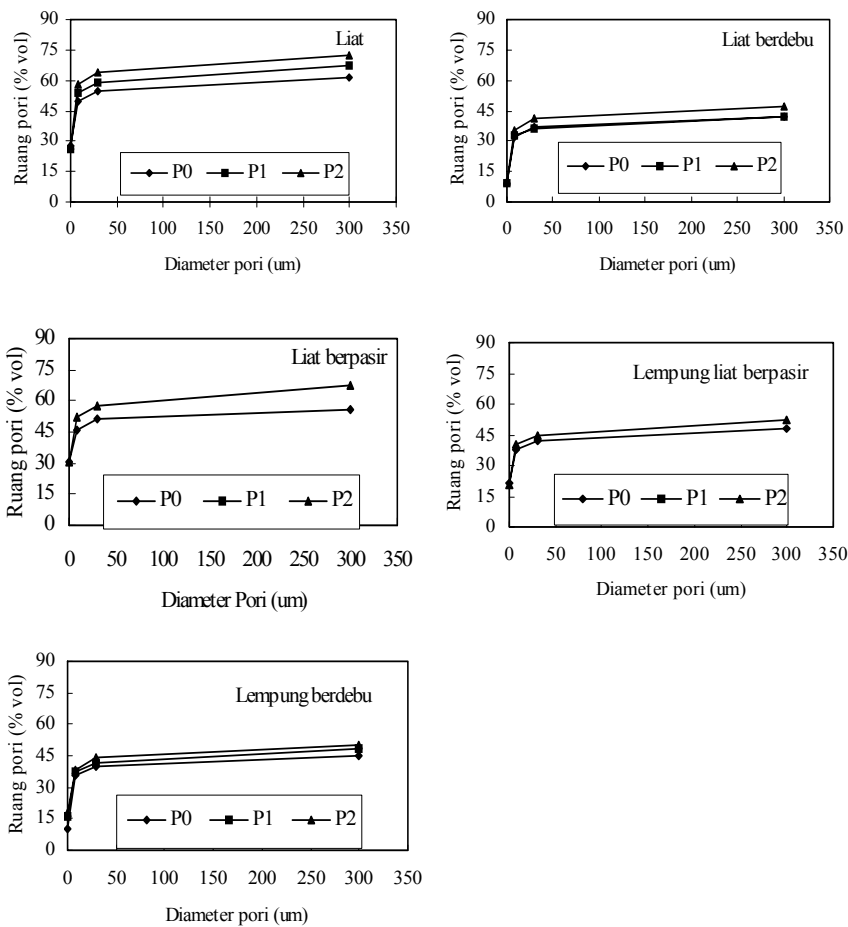 Liat
Ruang pori (% vol)
90
75
60
45
30
15
0
P0 P1 P2
0 50 100 150 200 250 300 350
Diameter pori (um)
Liat berdebu
Ruang pori (% vol)
90
75
60
45
30
15
0
P0 P1 P2
0 50 100 150 200 250 300 350
Diameter pori (um)
Liat berpasir
Ruang pori (% vol)
90
75
60
45
30
15
0
P0 P1 P2
0 50 100 150 200 250 300 350
Diameter Pori (um)
Lempung liat berpasir
Ruang pori (% vol)
90
75
60
45
30
15
0
P0 P1 P2
0 50 100 150 200 250 300 350
Diameter pori (um)
Lempung berdebu
Ruang pori (% vol)
90
75
60
45
30
15
0
P0 P1 P2
0 50 100 150 200 250 300 350
Diameter pori (um)